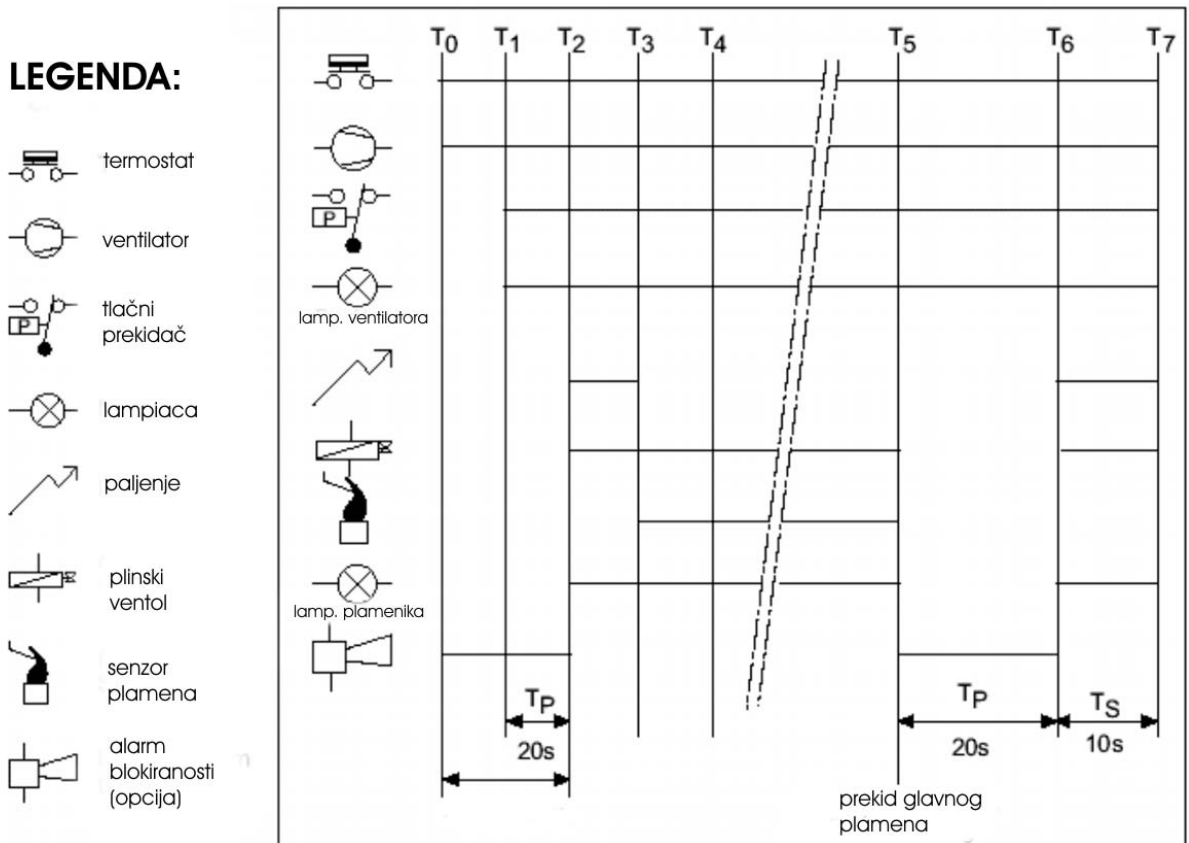 LEGENDA:
termostat
ventilator
P
tlačni
prekidač
lampiaca
paljenje
plinski
ventol
senzor
plamena
alarm
blokiranosti
(opcija)
T0 T1 T2 T3 T4 T5 T6 T7
P
lamp. ventilatora
lamp. plamenika
TP
20s
TP
20s
TS
10s
prekid glavnog
plamena